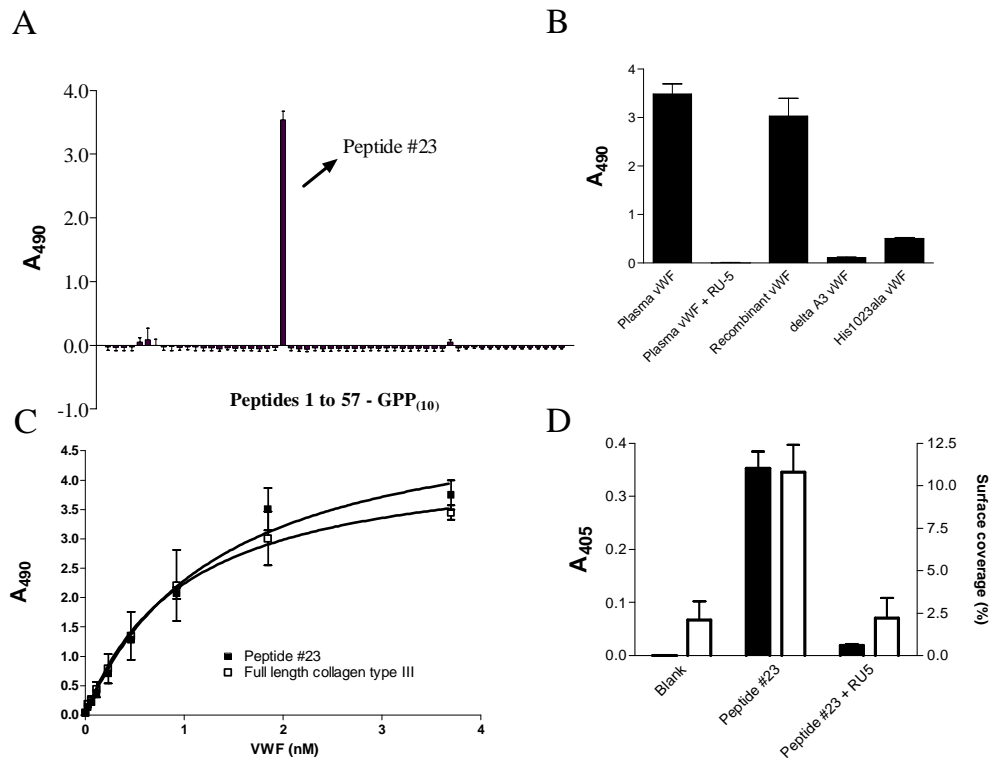 A
4.0
3.0
2.0
1.0
0.0
-1.0
A490
Peptide #23
Peptides 1 to 57 - GPP(10)
B
4
3
2
1
0
A490
Plasma vWF
Plasma vWF + RU-5
Recombinant vWF
delta A3 vWF
His1023ala vWF
C
4.5
4.0
3.5
3.0
2.5
2.0
1.5
1.0
0.5
0.0
A490
Peptide #23
Full length collagen type III
0 1 2 3 4
VWF (nM)
D
0.4
0.3
0.2
0.1
0.0
A405
12.5
10.0
7.5
5.0
2.5
0.0
Surface coverage (%)
Blank
Peptide #23
Peptide #23 + RU5